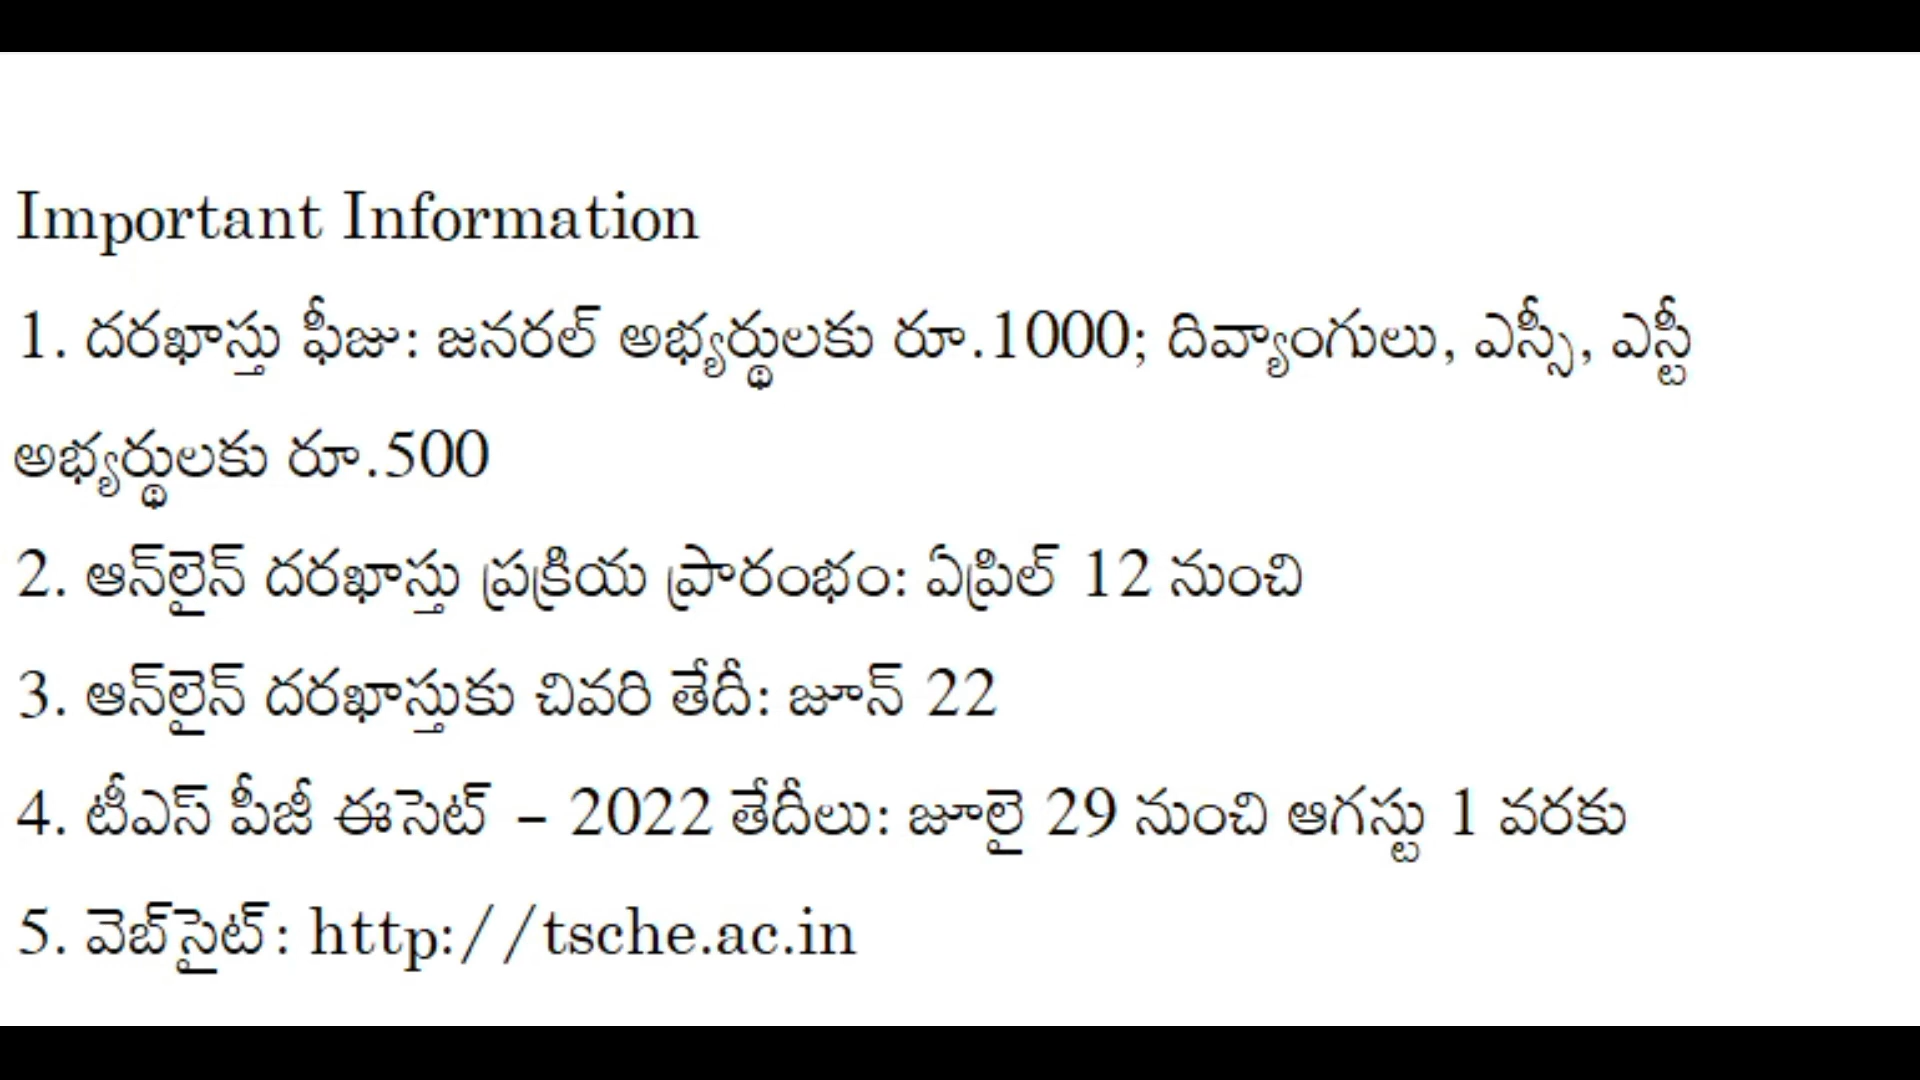 Important Information
1. దరఖాస్తు ఫీజు: జనరల్ అభ్యర్థులకు రూ.1000; దివ్యాంగులు, ఎస్సీ, ఎస్టీ
అభ్యర్థులకు రూ.500
2. ఆన్‌లైన్ దరఖాస్తు ప్రక్రియ ప్రారంభం: ఏప్రిల్ 12 నుంచి
3. ఆన్‌లైన్ దరఖాస్తుకు చివరి తేదీ: జూన్ 22
4. టీఎస్ పీజీ ఈసెట్ – 2022 తేదీలు: జూలై 29 నుంచి ఆగస్టు 1 వరకు
5. వెబ్‌సైట్: http://tsche.ac.in